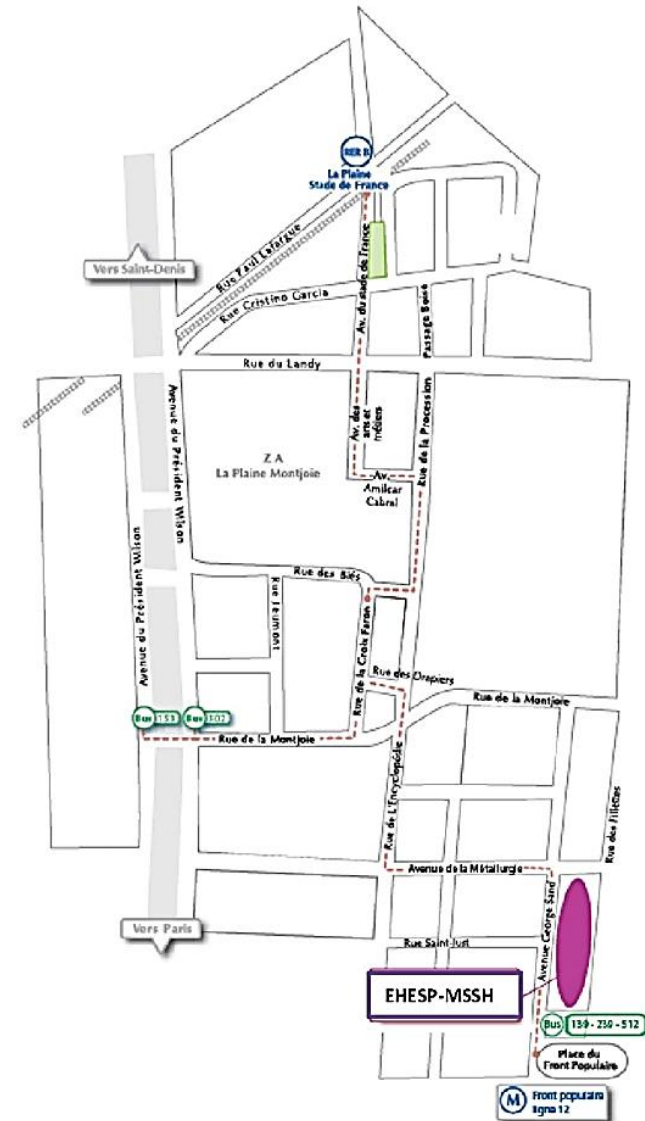 RER B
La Plaine
Stade de France
Rue Paul Lafargue
Av. du stade de France
Vers Saint-Denis
Rue Cristino Garcia
Passage Boise
Rue du Landy
Avenue du Président Wilson
Av. des
arts et
métiers
Rue de la Procession
Z A
La Plaine Montjoie
Av.
Amilcar
Cabral
Avenue du Président Wilson
Rue des Blés
Rue Jeumont
Rue de la Croix Faron
Rue des Drapiers
Rue de la Montjoie
Bus 153
Bus 302
Rue de la Montjoie
Rue de L'Encyclopédie
Rue des Fillettes
Avenue de la Métallurgie
Avenue George Sand
Vers Paris
Rue Saint-Just
EHESP-MSSH
Bus 139 - 239 - 512
Place du
Front Populaire
M Front populaire
ligne 12